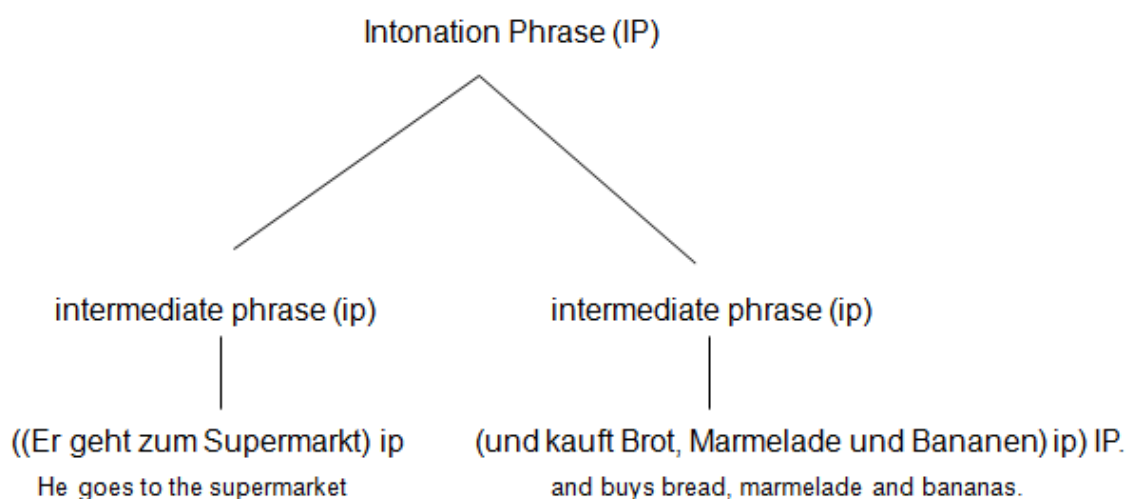 Intonation Phrase (IP)
intermediate phrase (ip) intermediate phrase (ip)
((Er geht zum Supermarkt) ip (und kauft Brot, Marmelade und Bananen) ip) IP.
He goes to the supermarket and buys bread, marmelade and bananas.